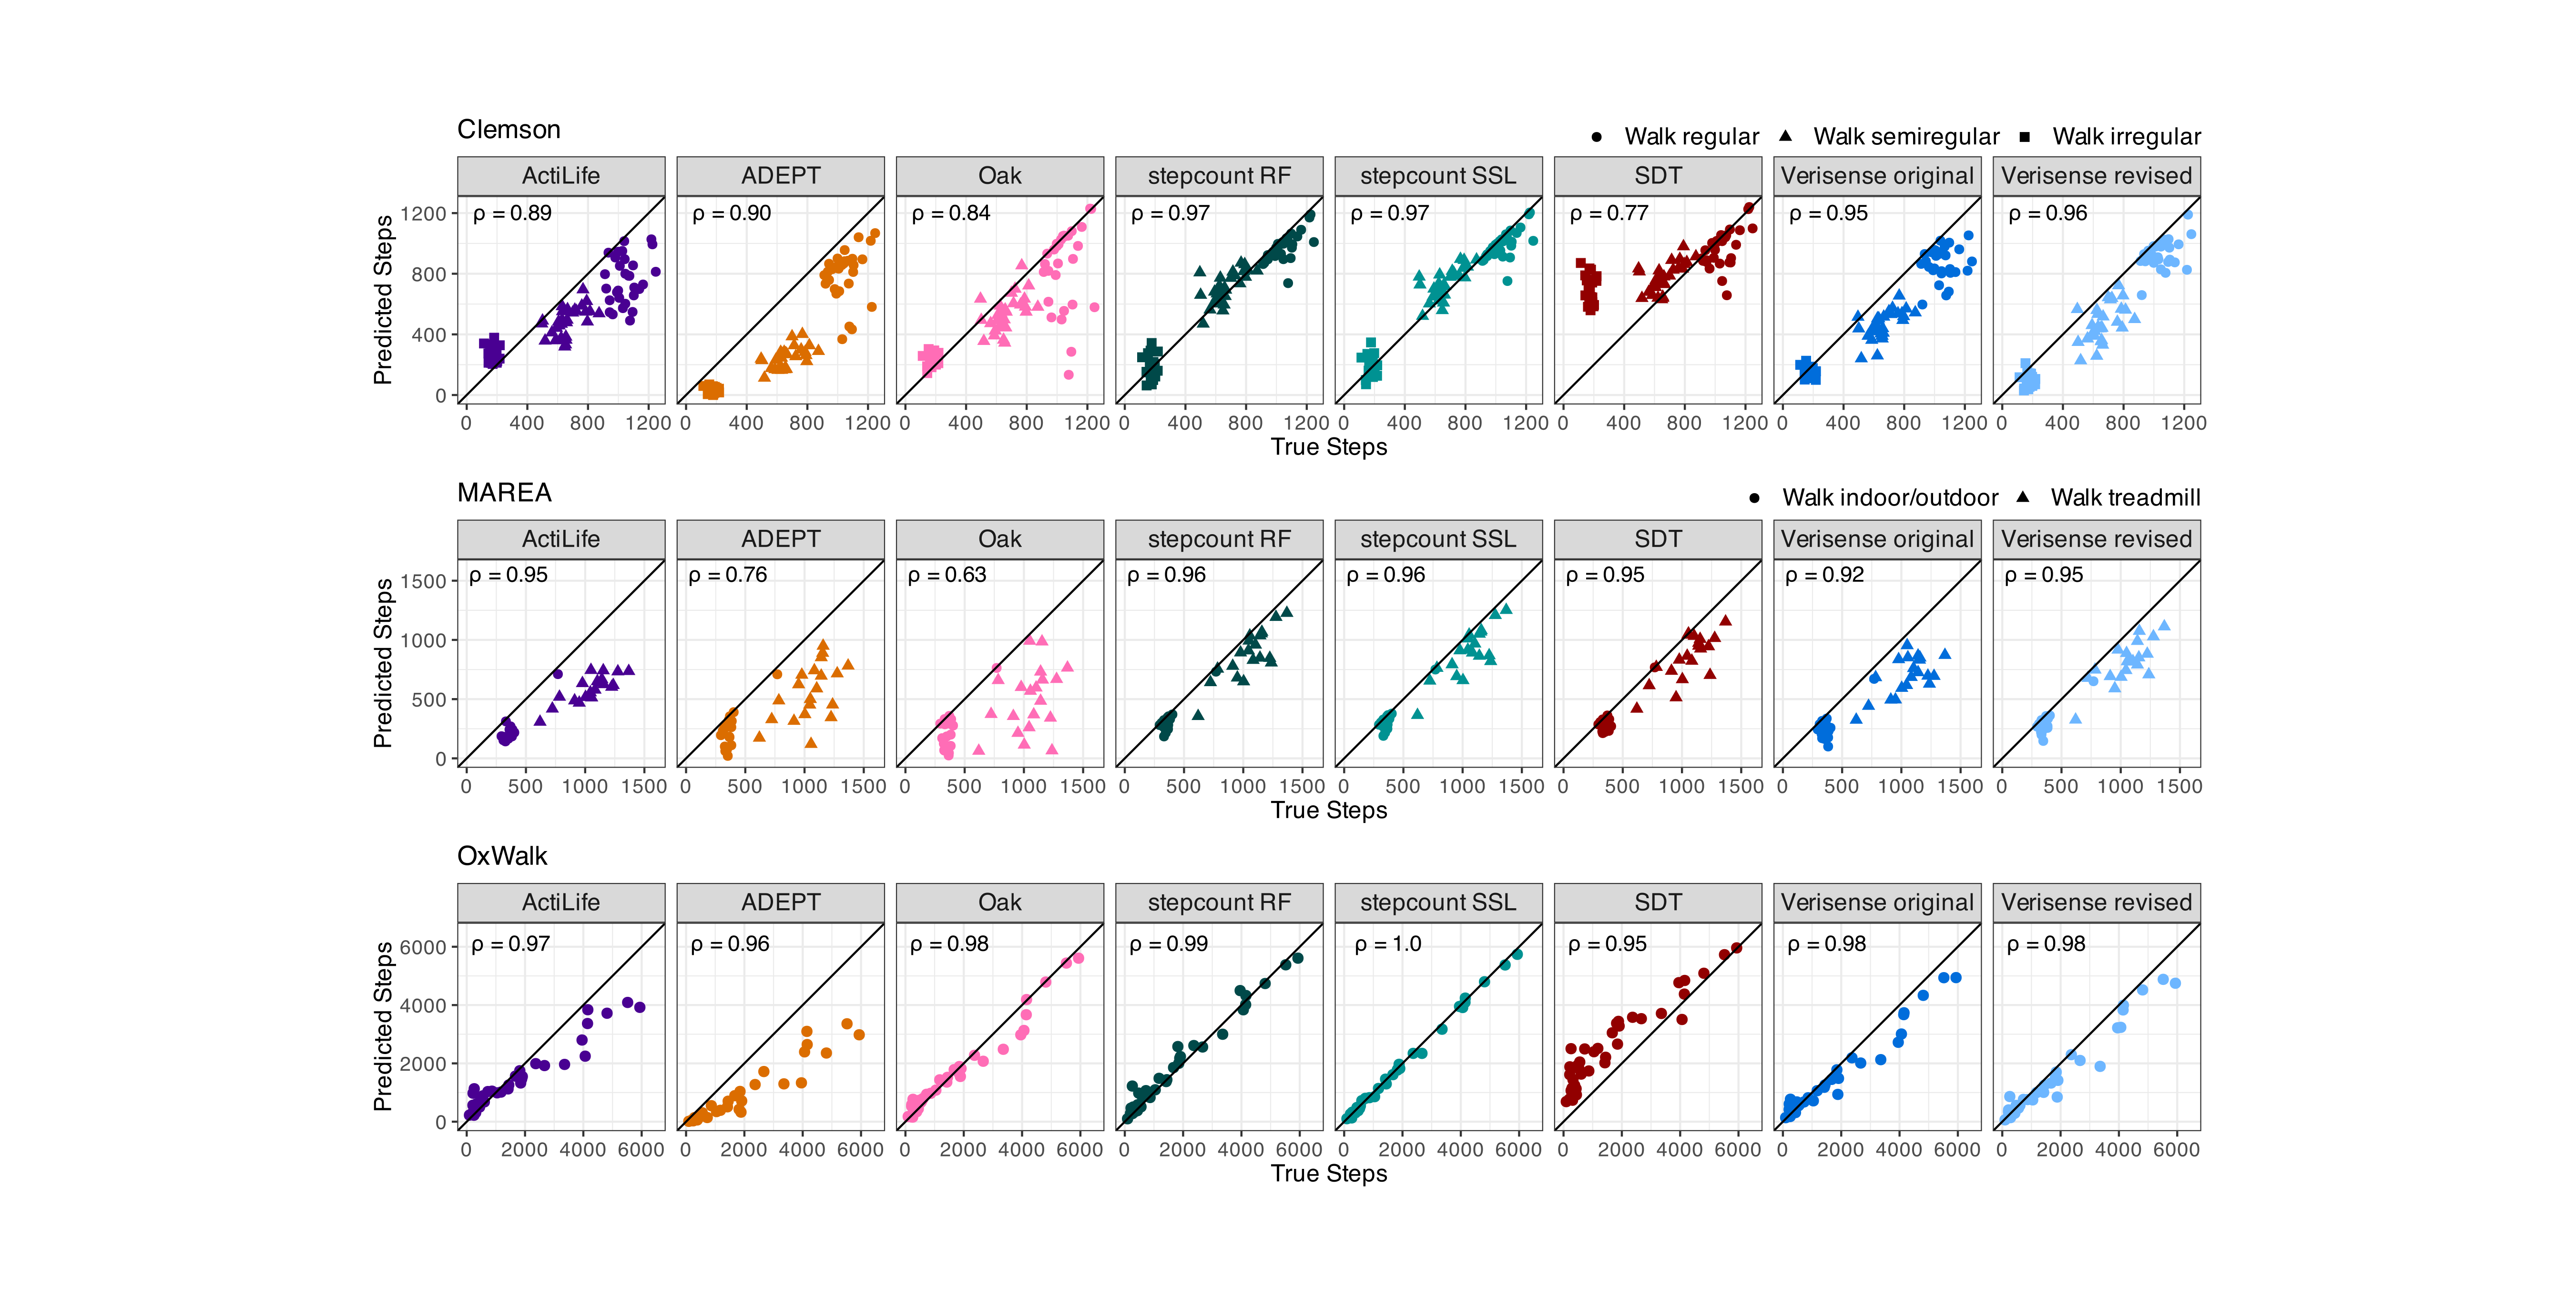 Clemson
Walk regular Walk semiregular Walk irregular
ActiLife ADEPT Oak stepcount RF stepcount SSL SDT Verisense original Verisense revised
ρ = 0.89 ρ = 0.90 ρ = 0.84 ρ = 0.97 ρ = 0.97 ρ = 0.77 ρ = 0.95 ρ = 0.96
Predicted Steps
1200
800
400
0
0 400 800 1200 0 400 800 1200 0 400 800 1200 0 400 800 1200 0 400 800 1200 0 400 800 1200 0 400 800 1200 0 400 800 1200
True Steps
MAREA
Walk indoor/outdoor Walk treadmill
ActiLife ADEPT Oak stepcount RF stepcount SSL SDT Verisense original Verisense revised
ρ = 0.95 ρ = 0.76 ρ = 0.63 ρ = 0.96 ρ = 0.96 ρ = 0.95 ρ = 0.92 ρ = 0.95
Predicted Steps
1500
1000
500
0
0 500 1000 1500 0 500 1000 1500 0 500 1000 1500 0 500 1000 1500 0 500 1000 1500 0 500 1000 1500 0 500 1000 1500 0 500 1000 1500
True Steps
OxWalk
ActiLife ADEPT Oak stepcount RF stepcount SSL SDT Verisense original Verisense revised
ρ = 0.97 ρ = 0.96 ρ = 0.98 ρ = 0.99 ρ = 1.0 ρ = 0.95 ρ = 0.98 ρ = 0.98
Predicted Steps
6000
4000
2000
0
0 2000 4000 6000 0 2000 4000 6000 0 2000 4000 6000 0 2000 4000 6000 0 2000 4000 6000 0 2000 4000 6000 0 2000 4000 6000 0 2000 4000 6000
True Steps